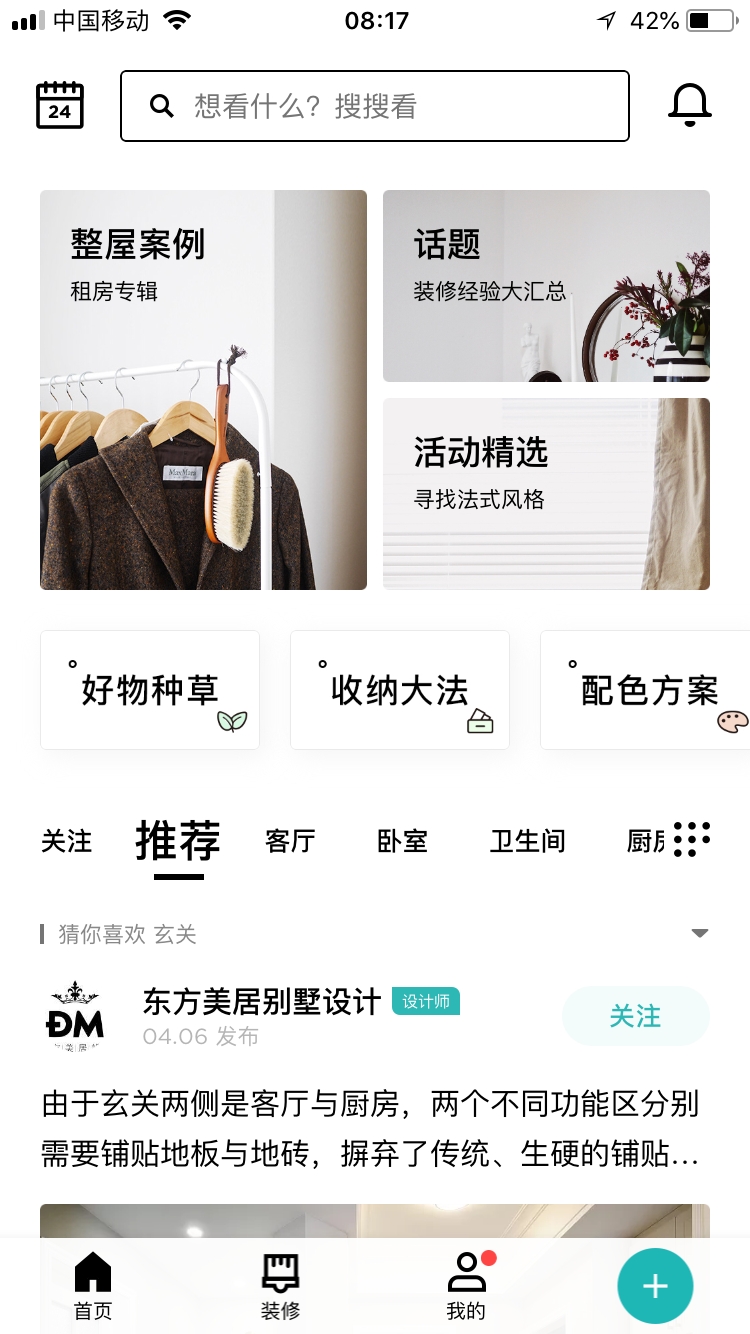 中国移动 08:17 42%
24 想看什么？搜搜看
整屋案例
租房专辑
MaxMara
话题
装修经验大汇总
活动精选
寻找法式风格
好物种草 收纳大法 配色方案
关注 推荐 客厅 卧室 卫生间
猜你喜欢 玄关
DM
东方美居别墅设计 设计师
04.06 发布
关注
由于玄关两侧是客厅与厨房，两个不同功能区分别
需要铺贴地板与地砖，摒弃了传统、生硬的铺贴...
首页 装修 我的